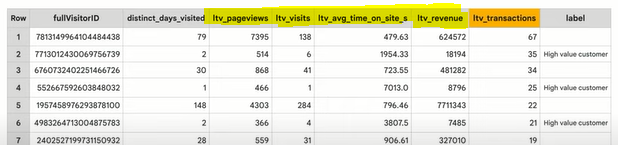 Row fullVisitorID distinct_days_visited ltv_pageviews ltv_visits ltv_avg_time_on_site_s ltv_revenue ltv_transactions label
1 7813149964104484438 79 7395 138 479.63 624572 67
2 7713012430069756739 2 514 6 1954.33 18194 35 High value customer
3 6760732402251466726 30 868 41 723.55 481282 34
4 552667592603848032 1 466 1 7013.0 8796 25 High value customer
5 1957458976293878100 148 4303 284 796.46 7711343 22
6 4983264713004875783 2 366 4 3807.5 7485 21 High value customer
7 2402527199731150932 28 559 31 906.61 327010 19